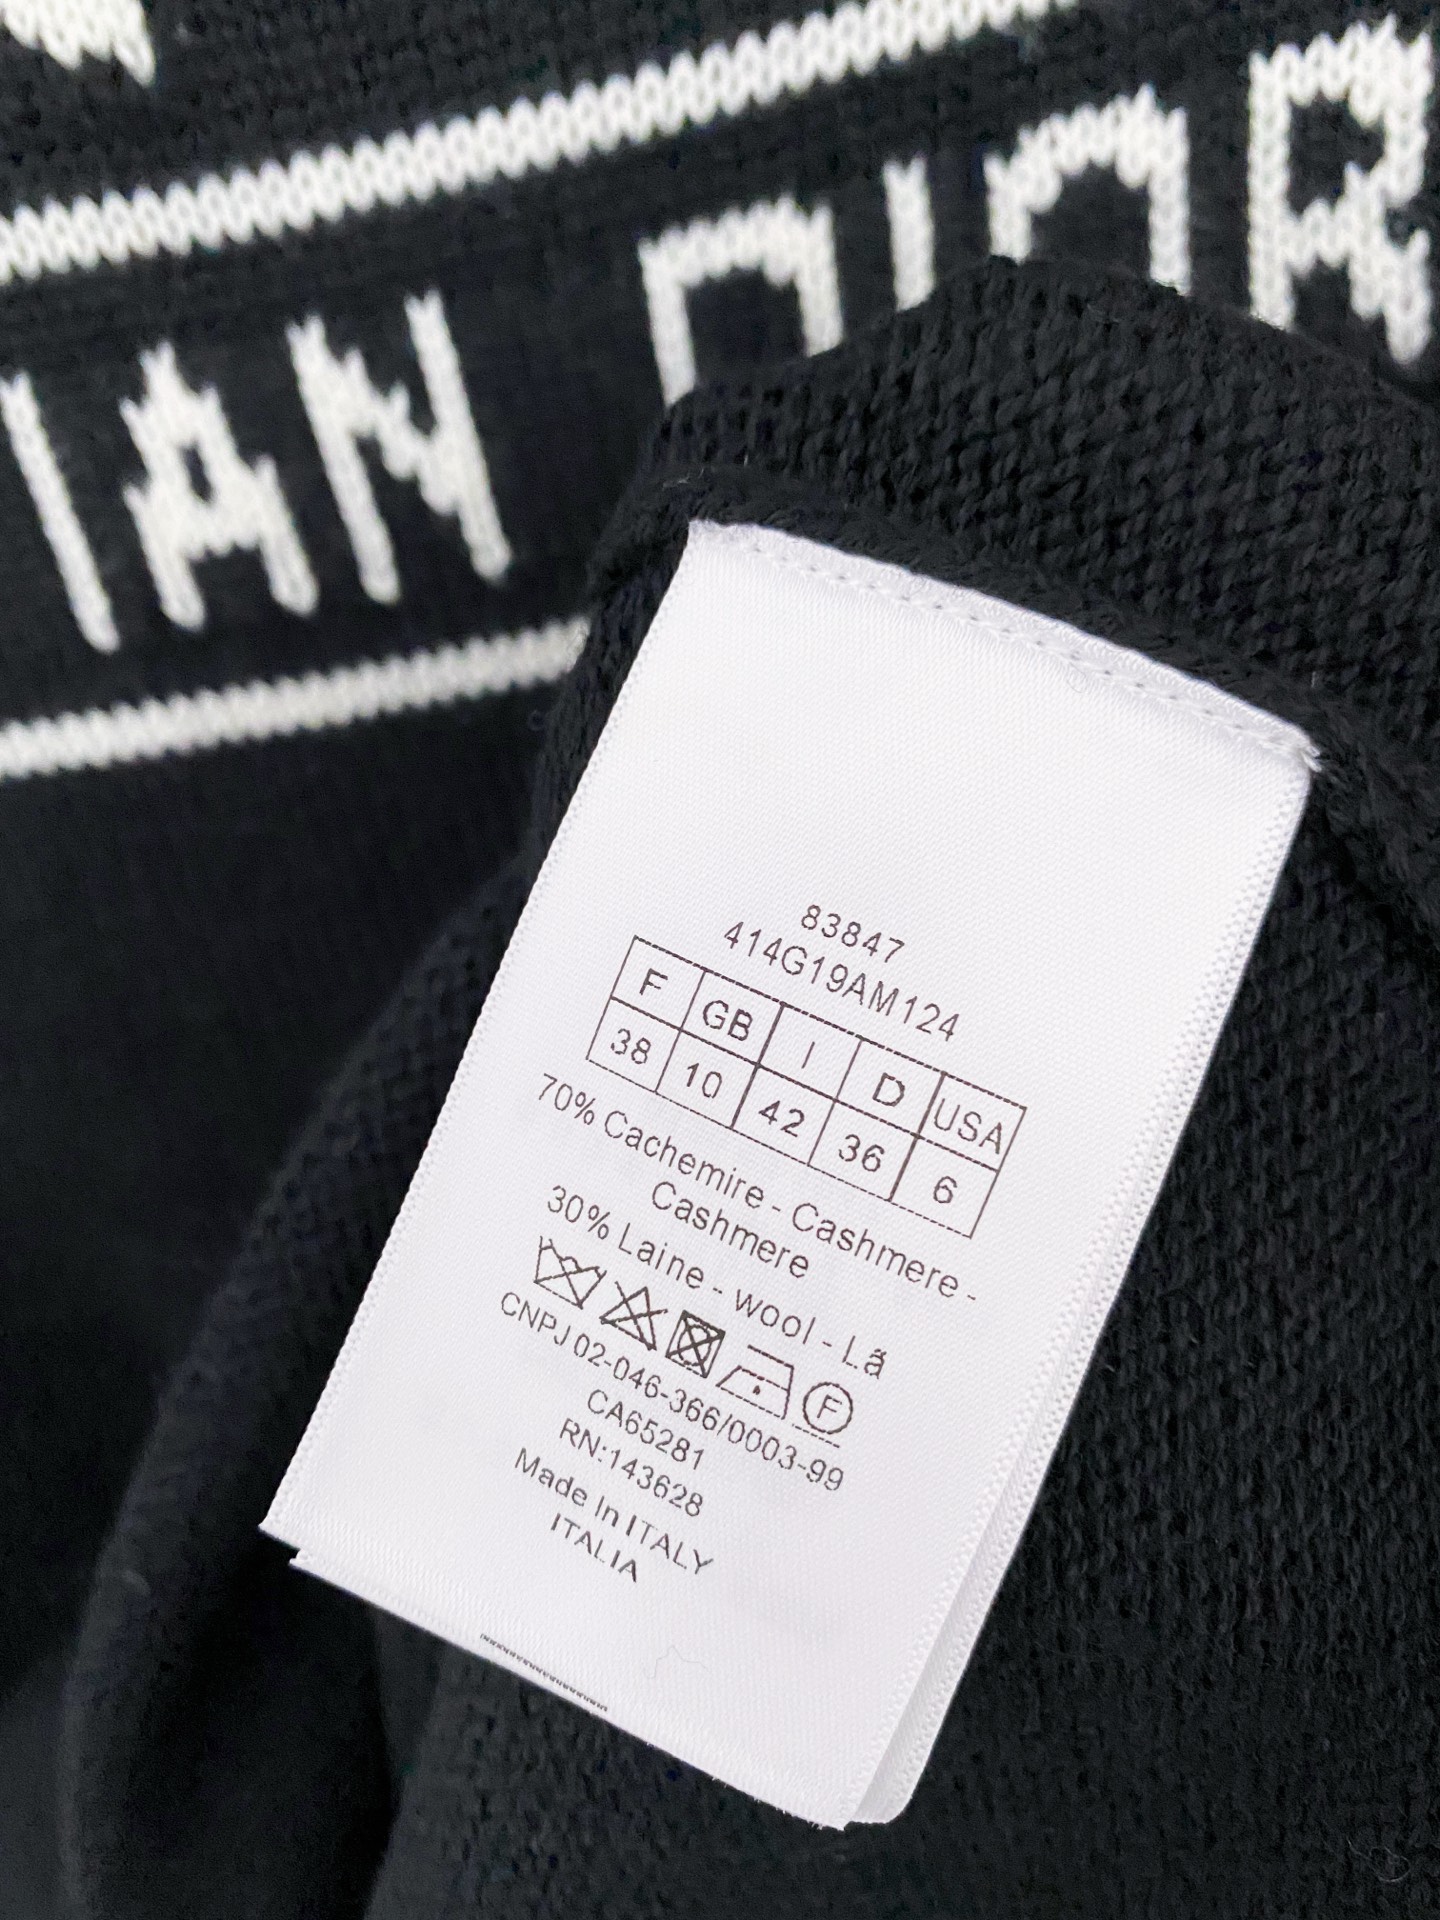 IAN DIOR
83847
414G19AM124
F GB I D USA
38 10 42 36 6
70% Cachemire - Cashmere -
Cashmere
30% Laine - wool - Lã
F
CNPJ 02-046-366/0003-99
CA65281
RN:143628
Made In ITALY
ITALIA